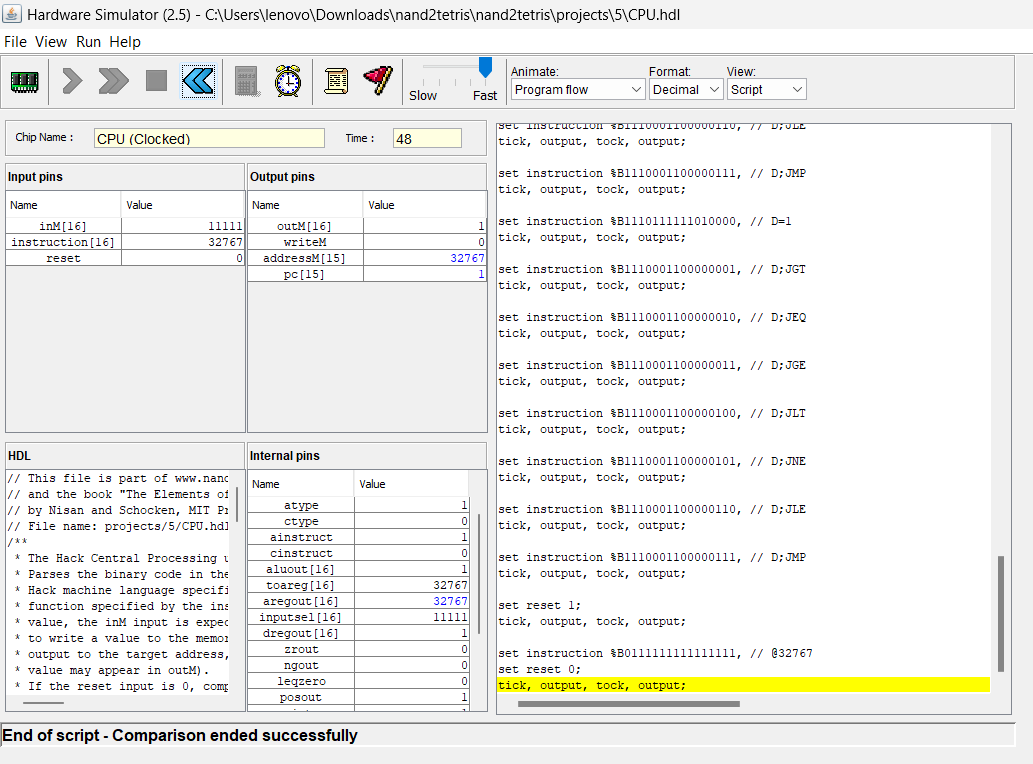 Hardware Simulator (2.5) - C:\Users\lenovo\Downloads\nand2tetris\nand2tetris\projects\5\CPU.hdl
File View Run Help
Slow Fast
Animate: Format: View:
Program flow Decimal Script
Chip Name : CPU (Clocked) Time : 48
Input pins
Name Value
inM[16] 11111
instruction[16] 32767
reset 0
Output pins
Name Value
outM[16] 1
writeM 0
addressM[15] 32767
pc[15] 1
HDL
// This file is part of www.nand
// and the book "The Elements of
// by Nisan and Schocken, MIT Pr
// File name: projects/5/CPU.hdl
/**
* The Hack Central Processing u
* Parses the binary code in the
* Hack machine language specifi
* function specified by the ins
* value, the inM input is expec
* to write a value to the memor
* output to the target address,
* value may appear in outM).
* If the reset input is 0, comp
Internal pins
Name Value
atype 1
ctype 0
ainstruct 1
cinstruct 0
aluout[16] 1
toareg[16] 32767
aregout[16] 32767
inputsel[16] 11111
dregout[16] 1
zrout 0
ngout 0
leqzero 0
posout 1
set instruction %B1110001100000110, // D;JLE
tick, output, tock, output;
set instruction %B1110001100000111, // D;JMP
tick, output, tock, output;
set instruction %B1110111111010000, // D=1
tick, output, tock, output;
set instruction %B1110001100000001, // D;JGT
tick, output, tock, output;
set instruction %B1110001100000010, // D;JEQ
tick, output, tock, output;
set instruction %B1110001100000011, // D;JGE
tick, output, tock, output;
set instruction %B1110001100000100, // D;JLT
tick, output, tock, output;
set instruction %B1110001100000101, // D;JNE
tick, output, tock, output;
set instruction %B1110001100000110, // D;JLE
tick, output, tock, output;
set instruction %B1110001100000111, // D;JMP
tick, output, tock, output;
set reset 1;
tick, output, tock, output;
set instruction %B0111111111111111, // @32767
set reset 0;
tick, output, tock, output;
End of script - Comparison ended successfully